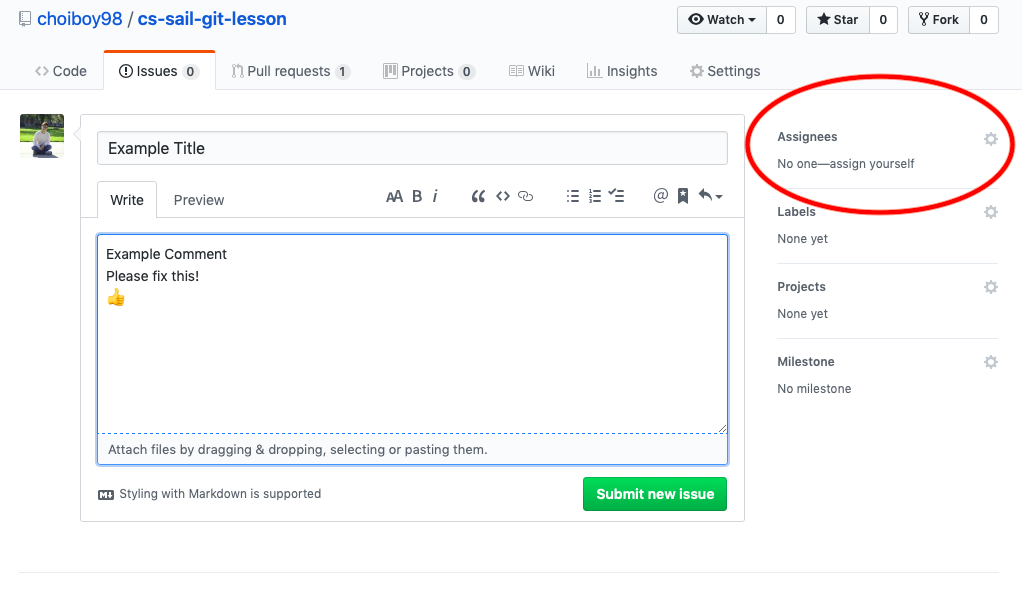 choiboy98 / cs-sail-git-lesson
Watch 0 Star 0 Fork 0
Code Issues 0 Pull requests 1 Projects 0 Wiki Insights Settings
Example Title
Write Preview AA B i
Example Comment
Please fix this!
👍
Attach files by dragging & dropping, selecting or pasting them.
Styling with Markdown is supported
Submit new issue
Assignees
No one—assign yourself
Labels
None yet
Projects
None yet
Milestone
No milestone